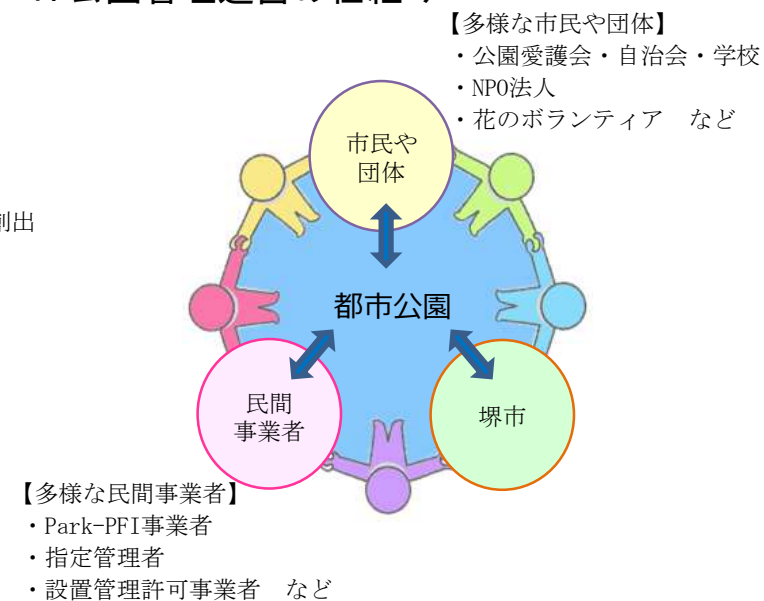 【多様な市民や団体】
・公園愛護会・自治会・学校
・NPO法人
・花のボランティア　など
市民や
団体
創出
都市公園
民間
事業者
堺市
【多様な民間事業者】
・Park-PFI事業者
・指定管理者
・設置管理許可事業者　など